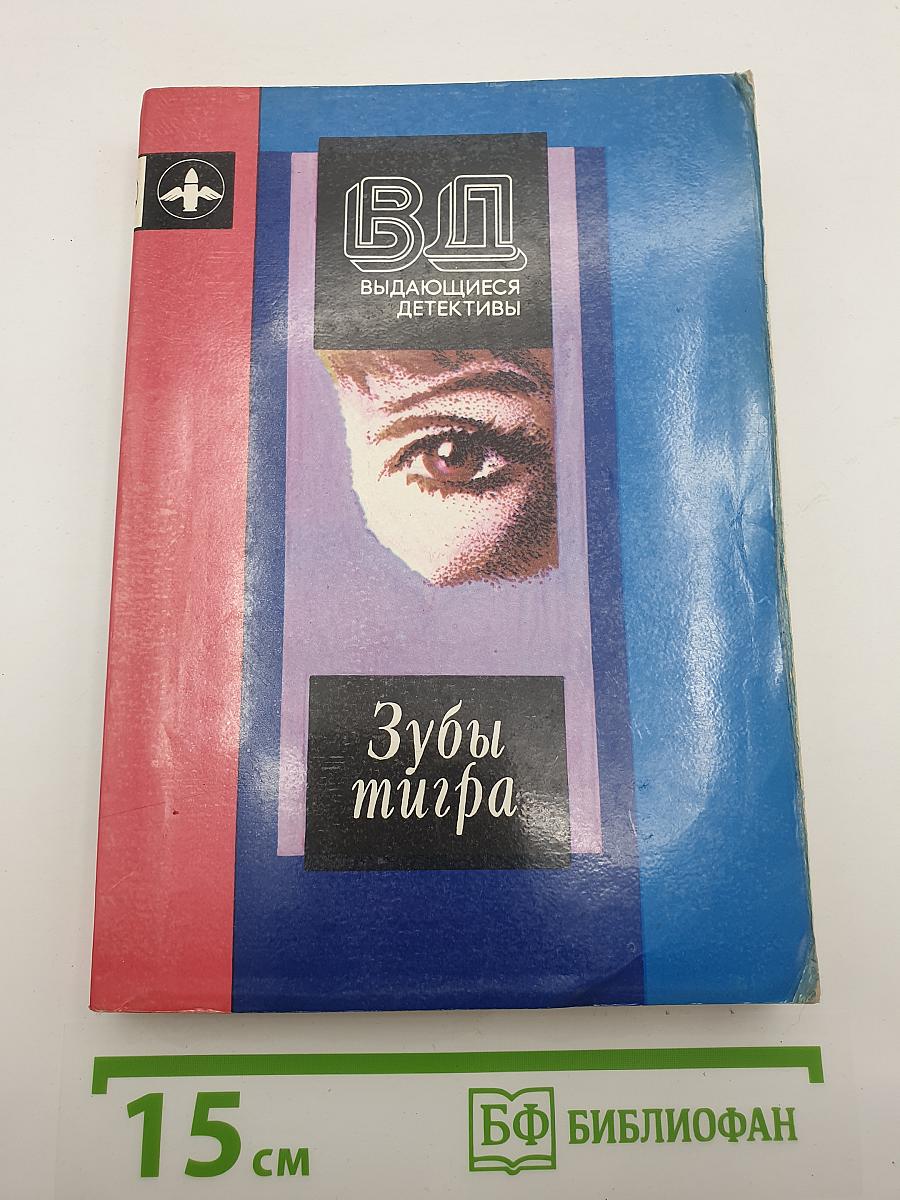 ВД
ВЫДАЮЩИЕСЯ
ДЕТЕКТИВЫ
Зубы
тигра
15 см
БФ БИБЛИОФАН